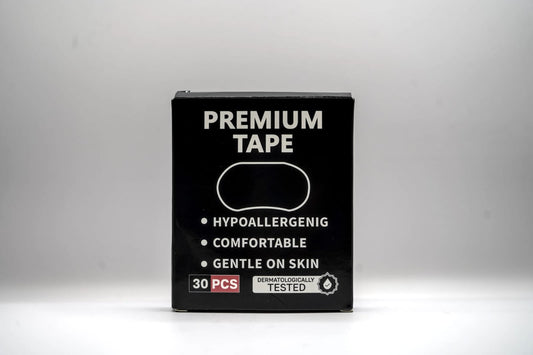 PREMIUM
TAPE
• HYPOALLERGENIG
• COMFORTABLE
• GENTLE ON SKIN
30 PCS
DERMATOLOGICALLY
TESTED